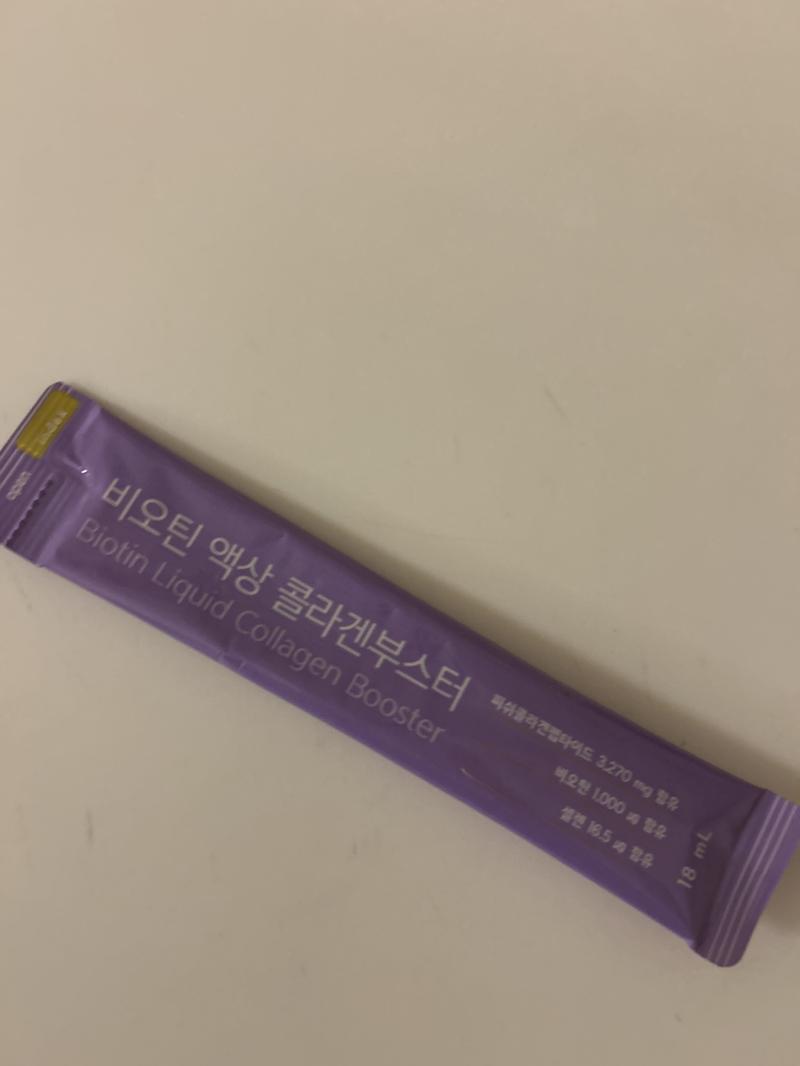 비오틴 액상 콜라겐부스터
Biotin Liquid Collagen Booster
피쉬콜라겐펩타이드 3,270 mg 함유
비오틴 1,000 μg 함유
셀렌 16.5 μg 함유
18 mL